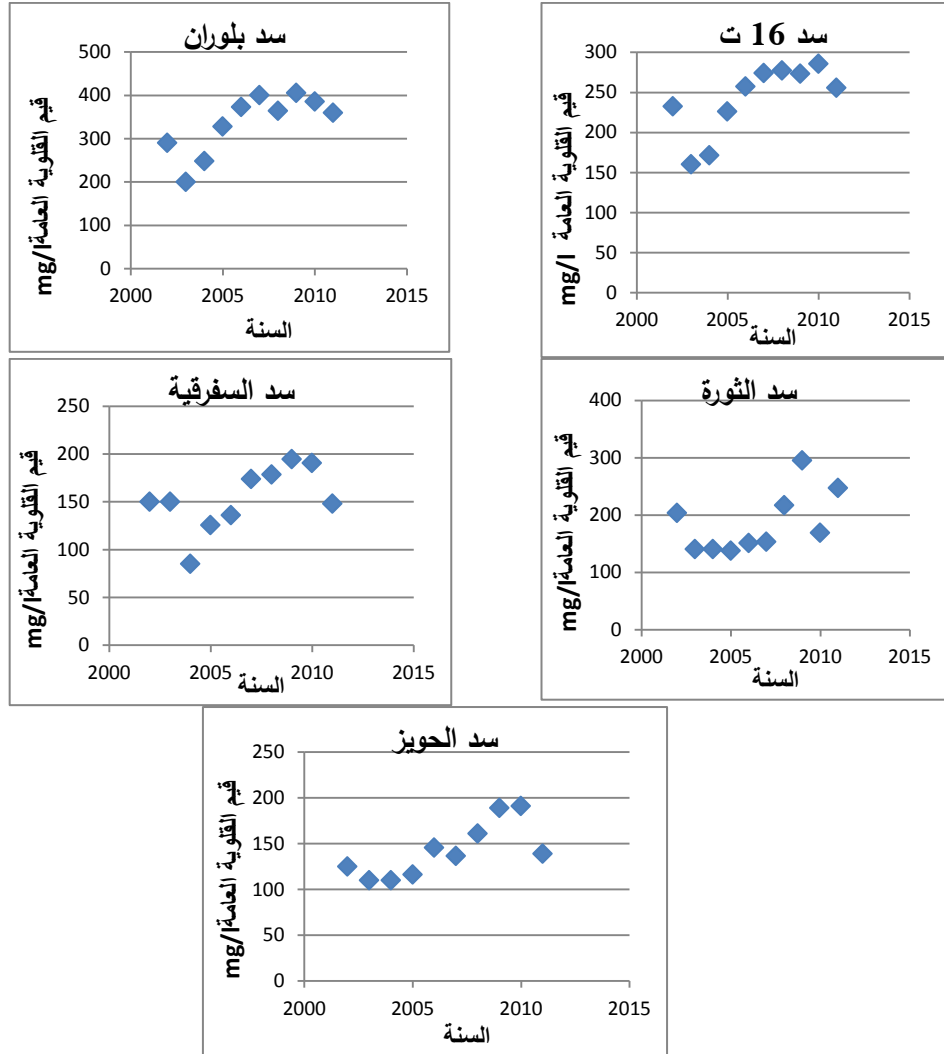 سد بلوران
قيم القلوية العامة mg/l
500
400
300
200
100
0
2000 2005 2010 2015
السنة
سد 16 ت
قيم القلوية العامة mg/l
300
250
200
150
100
50
0
2000 2005 2010 2015
السنة
سد السفرقية
قيم القلوية العامة mg/l
250
200
150
100
50
0
2000 2005 2010 2015
السنة
سد الثورة
قيم القلوية العامة mg/l
400
300
200
100
0
2000 2005 2010 2015
السنة
سد الحويز
قيم القلوية العامة mg/l
250
200
150
100
50
0
2000 2005 2010 2015
السنة